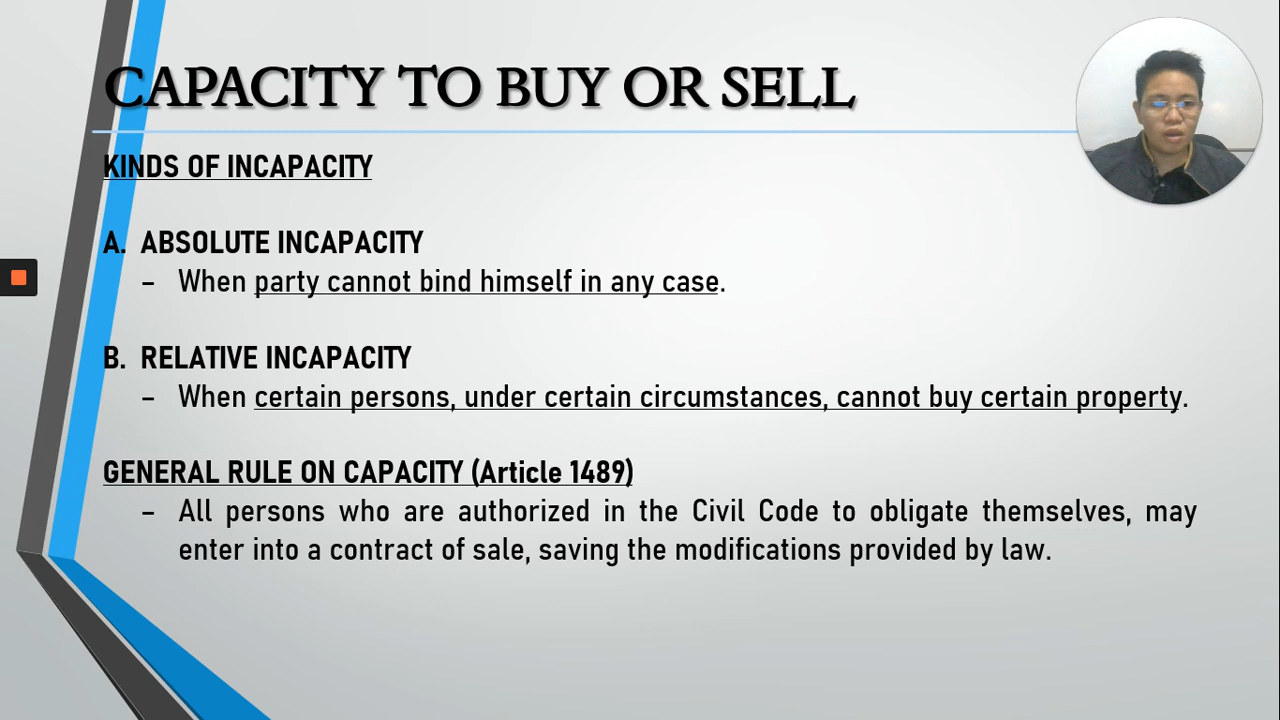 CAPACITY TO BUY OR SELL
KINDS OF INCAPACITY
A. ABSOLUTE INCAPACITY
– When party cannot bind himself in any case.
B. RELATIVE INCAPACITY
– When certain persons, under certain circumstances, cannot buy certain property.
GENERAL RULE ON CAPACITY (Article 1489)
– All persons who are authorized in the Civil Code to obligate themselves, may
enter into a contract of sale, saving the modifications provided by law.